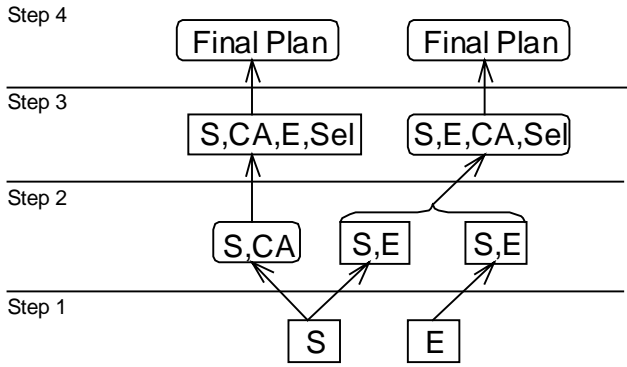 Step 4
Final Plan
Final Plan
Step 3
S,CA,E,Sel
S,E,CA,Sel
Step 2
S,CA
S,E
S,E
Step 1
S
E